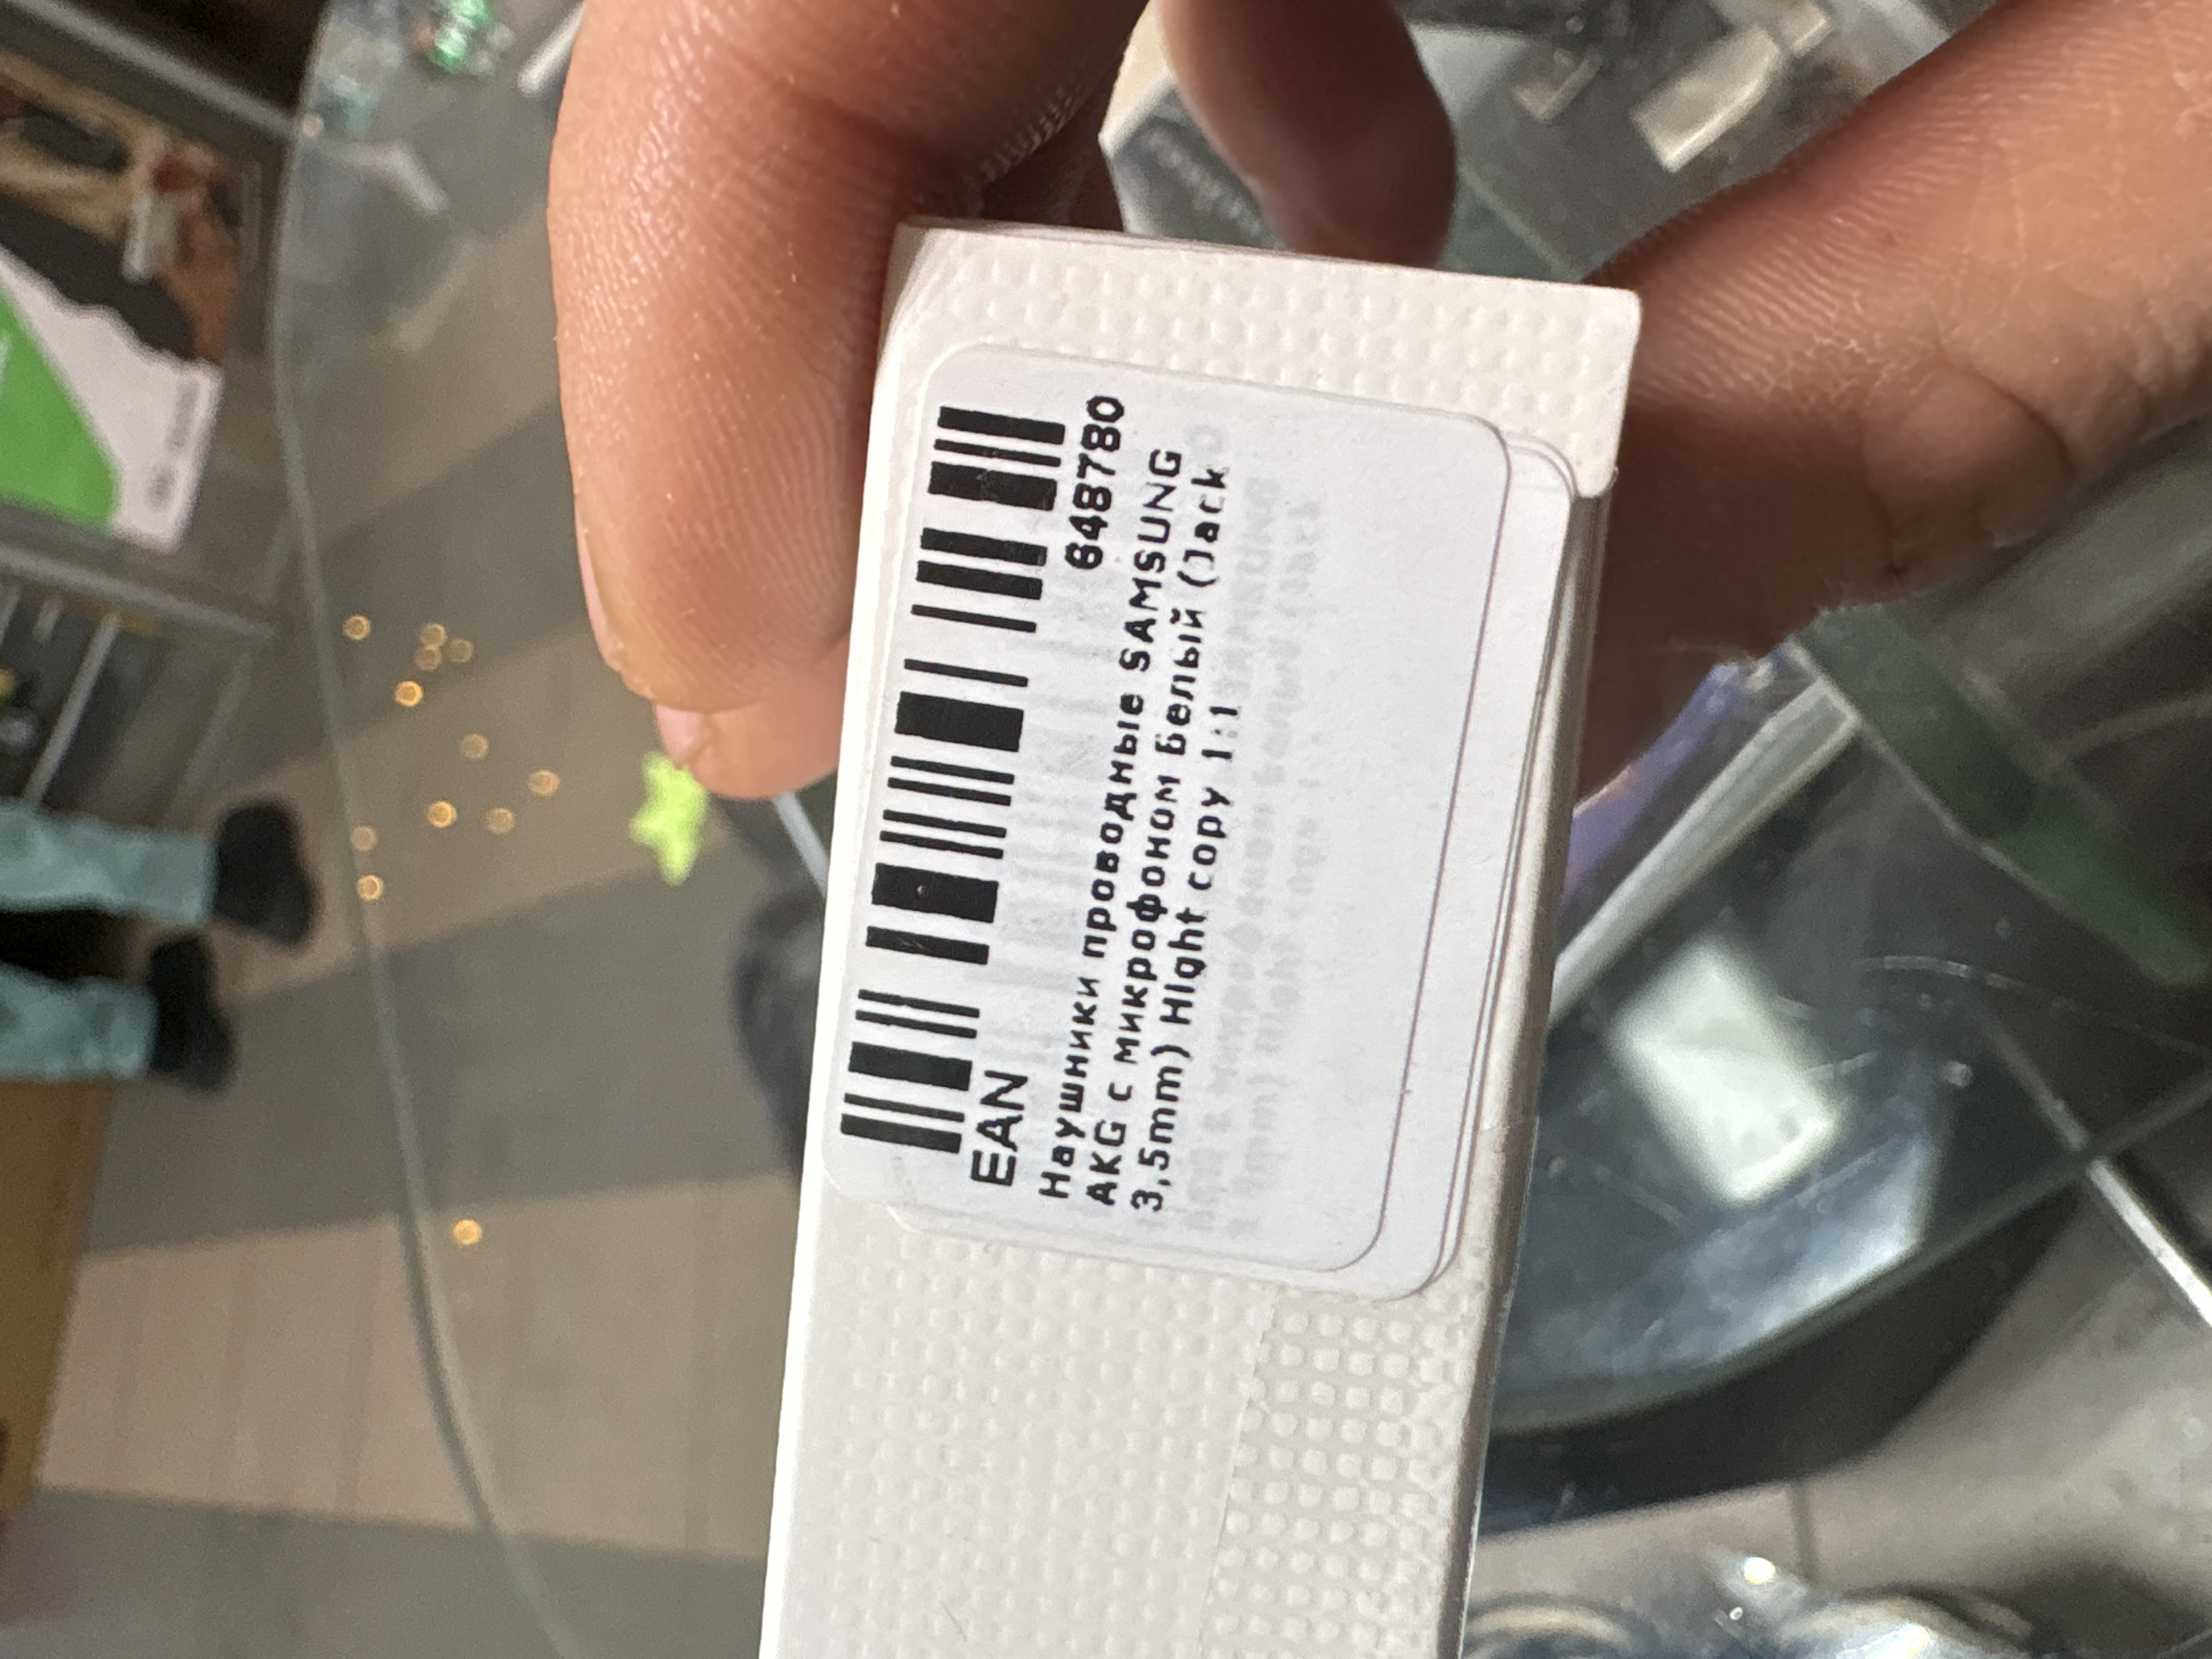 648780
EAN
Наушники проводные SAMSUNG
AKG с микрофоном Белый (Jack
3,5mm) Hight copy 1:1